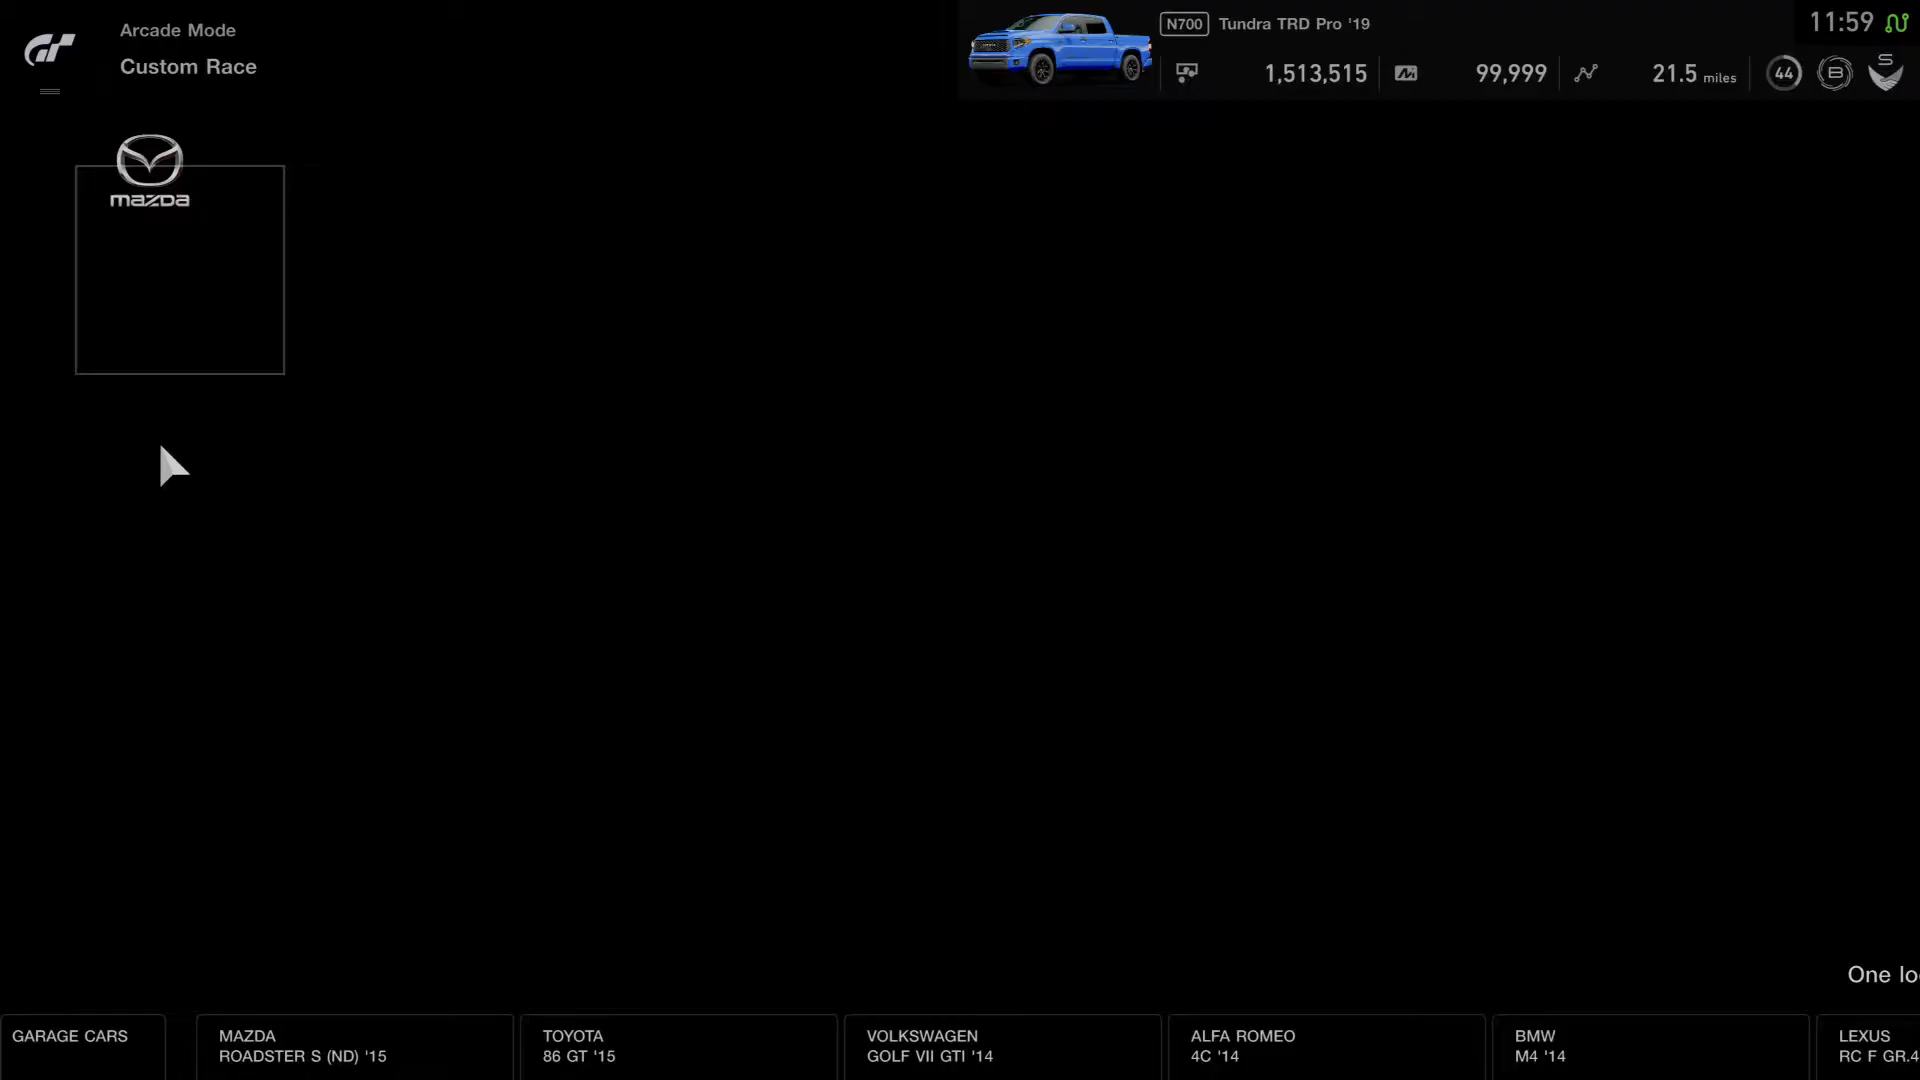 Arcade Mode
Custom Race
N700 Tundra TRD Pro '19
11:59
1,513,515
99,999
21.5 miles
44
B
S
mazda
One lo
GARAGE CARS
MAZDA
ROADSTER S (ND) '15
TOYOTA
86 GT '15
VOLKSWAGEN
GOLF VII GTI '14
ALFA ROMEO
4C '14
BMW
M4 '14
LEXUS
RC F GR.4